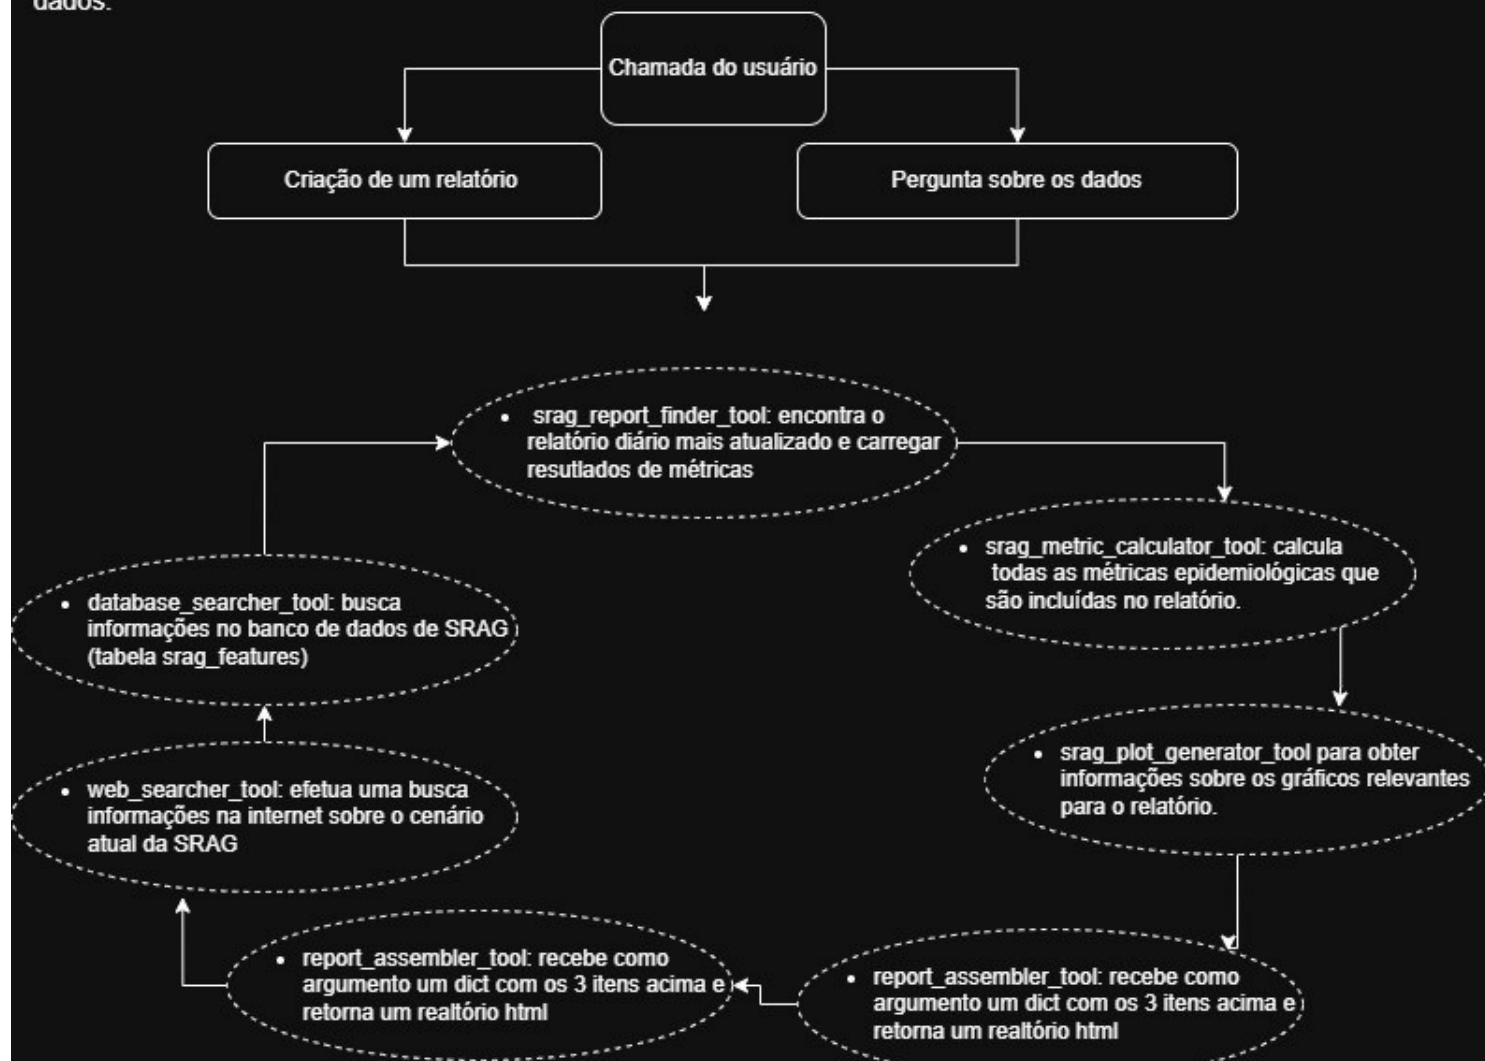 dados.
Chamada do usuário
Criação de um relatório
Pergunta sobre os dados
srag_report_finder_tool: encontra o
relatório diário mais atualizado e carregar
resutlados de métricas
srag_metric_calculator_tool: calcula
todas as métricas epidemiológicas que
são incluídas no relatório.
database_searcher_tool: busca
informações no banco de dados de SRAG
(tabela srag_features)
srag_plot_generator_tool para obter
informações sobre os gráficos relevantes
para o relatório.
web_searcher_tool: efetua uma busca
informações na internet sobre o cenário
atual da SRAG
report_assembler_tool: recebe como
argumento um dict com os 3 itens acima e
retorna um realtório html
report_assembler_tool: recebe como
argumento um dict com os 3 itens acima e
retorna um realtório html